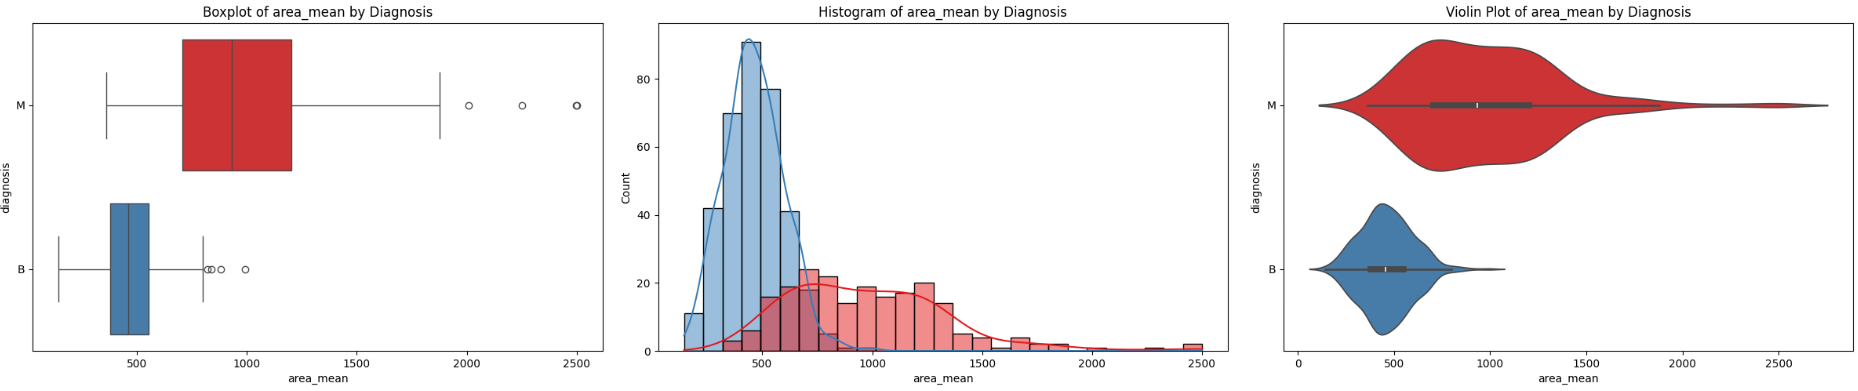 Boxplot of area_mean by Diagnosis
diagnosis
M
B
500
1000
1500
2000
2500
area_mean
Histogram of area_mean by Diagnosis
Count
80
60
40
20
0
500
1000
1500
2000
2500
area_mean
Violin Plot of area_mean by Diagnosis
diagnosis
M
B
0
500
1000
1500
2000
2500
area_mean